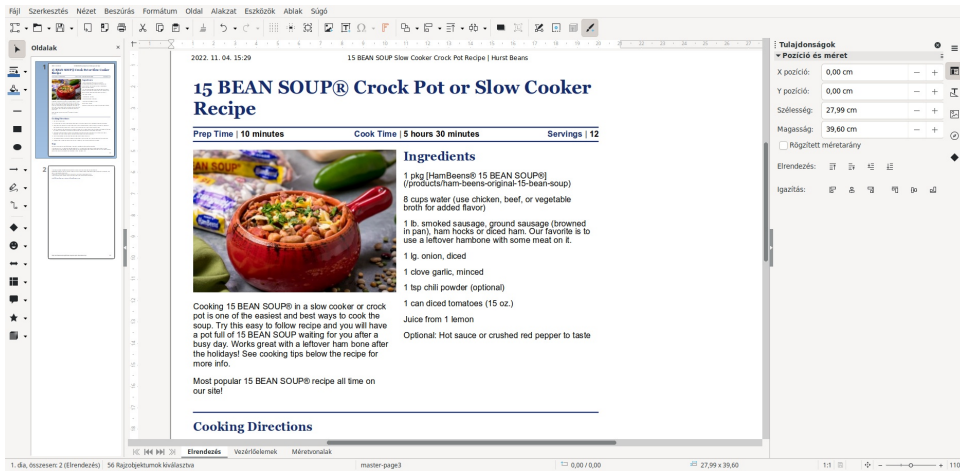 Fájl Szerkesztés Nézet Beszúrás Formátum Oldal Alakzat Eszközök Ablak Súgó
Oldalak
Tulajdonságok
Pozíció és méret
X pozíció: 0,00 cm
Y pozíció: 0,00 cm
Szélesség: 27,99 cm
Magasság: 39,60 cm
Rögzített méretarány
Elrendezés:
Igazítás:
1
2
2022. 11. 04. 15:29 15 BEAN SOUP Slow Cooker Crock Pot Recipe | Hurst Beans
15 BEAN SOUP® Crock Pot or Slow Cooker
Recipe
Prep Time | 10 minutes Cook Time | 5 hours 30 minutes Servings | 12
Ingredients
1 pkg [HamBeens® 15 BEAN SOUP®]
(/products/ham-beens-original-15-bean-soup)
8 cups water (use chicken, beef, or vegetable
broth for added flavor)
1 lb. smoked sausage, ground sausage (browned
in pan), ham hocks or diced ham. Our favorite is to
use a leftover hambone with some meat on it.
1 lg. onion, diced
1 clove garlic, minced
1 tsp chili powder (optional)
1 can diced tomatoes (15 oz.)
Juice from 1 lemon
Optional: Hot sauce or crushed red pepper to taste
AN SOUP
Cooking 15 BEAN SOUP® in a slow cooker or crock
pot is one of the easiest and best ways to cook the
soup. Try this easy to follow recipe and you will have
a pot full of 15 BEAN SOUP waiting for you after a
busy day. Works great with a leftover ham bone after
the holidays! See cooking tips below the recipe for
more info.
Most popular 15 BEAN SOUP® recipe all time on
our site!
Cooking Directions
Elrendezés Vezérlőelemek Méretvonalak
1. dia, összesen: 2 (Elrendezés) 56 Rajzobjektumok kiválasztva master-page3 0,00 / 0,00 27,99 x 39,60 1:1 110